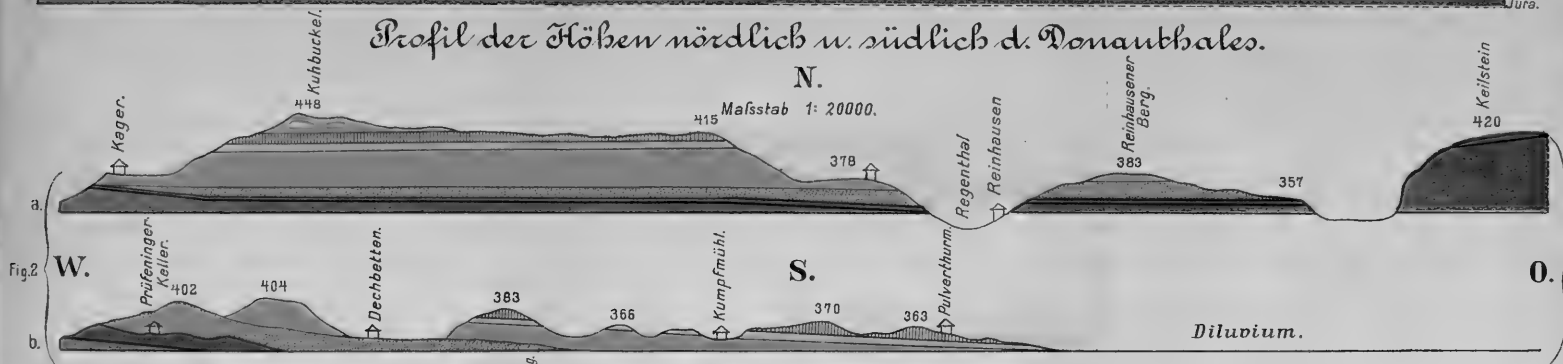 Jura.
Profil der Höhen nördlich u. südlich d. Donauthales.
N.
Maſsstab 1: 20000.
Kager.
Kuhbuckel.
448
415
378
Regenthal
Reinhausen
Reinhausener
Berg.
383
357
Keilstein
420
a.
Fig.2
W.
S.
O.
Prüfeninger
Keller.
402
404
Dechbetten.
383
366
Kumpfmühl.
370
363
Pulverthurm.
Diluvium.
b.
g.